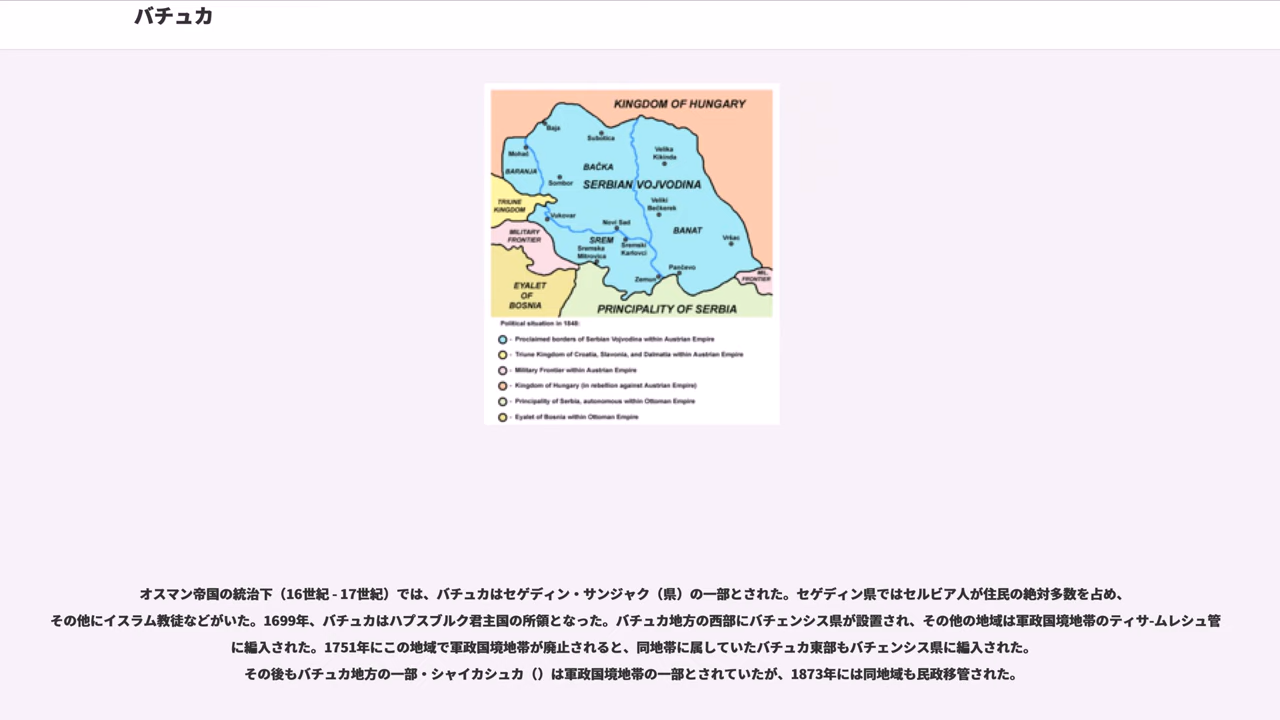 バチュカ
KINGDOM OF HUNGARY
Baja
Subotica
Mohač
Velika
Kikinda
BAČKA
BARANJA
Sombor
SERBIAN VOJVODINA
TRIUNE
KINGDOM
Veliki
Bečkerek
Vukovar
Novi Sad
MILITARY
FRONTIER
SREM
BANAT
Vršac
Sremski
Karlovci
Sremska
Mitrovica
Pančevo
Zemun
MIL.
FRONTIER
EYALET
OF
BOSNIA
PRINCIPALITY OF SERBIA
Political situation in 1848:
- Proclaimed borders of Serbian Vojvodina within Austrian Empire
- Triune Kingdom of Croatia, Slavonia, and Dalmatia within Austrian Empire
- Military Frontier within Austrian Empire
- Kingdom of Hungary (in rebellion against Austrian Empire)
- Principality of Serbia, autonomous within Ottoman Empire
- Eyalet of Bosnia within Ottoman Empire
オスマン帝国の統治下（16世紀 - 17世紀）では、バチュカはセゲディン・サンジャク（県）の一部とされた。セゲディン県ではセルビア人が住民の絶対多数を占め、
その他にイスラム教徒などがいた。1699年、バチュカはハプスブルク君主国の所領となった。バチュカ地方の西部にバチェンシス県が設置され、その他の地域は軍政国境地帯のティサ-ムレシュ管
に編入された。1751年にこの地域で軍政国境地帯が廃止されると、同地帯に属していたバチュカ東部もバチェンシス県に編入された。
その後もバチュカ地方の一部・シャイカシュカ（）は軍政国境地帯の一部とされていたが、1873年には同地域も民政移管された。